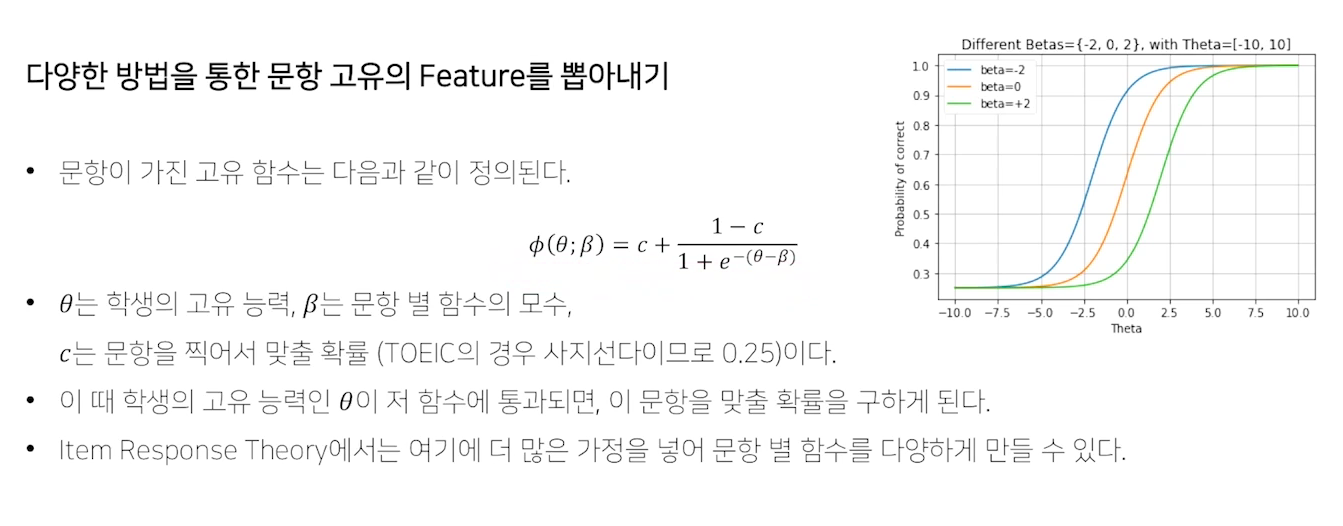 다양한 방법을 통한 문항 고유의 Feature를 뽑아내기
• 문항이 가진 고유 함수는 다음과 같이 정의된다.
ϕ(θ;β) = c + \frac{1 − c}{1 + e^{−(θ−β)}}
• θ는 학생의 고유 능력, β는 문항 별 함수의 모수,
c는 문항을 찍어서 맞출 확률 (TOEIC의 경우 사지선다이므로 0.25)이다.
• 이 때 학생의 고유 능력인 θ이 저 함수에 통과되면, 이 문항을 맞출 확률을 구하게 된다.
• Item Response Theory에서는 여기에 더 많은 가정을 넣어 문항 별 함수를 다양하게 만들 수 있다.
Different Betas={-2, 0, 2}, with Theta=[-10, 10]
beta=-2
beta=0
beta=+2
Probability of correct
1.0
0.9
0.8
0.7
0.6
0.5
0.4
0.3
−10.0 −7.5 −5.0 −2.5 0.0 2.5 5.0 7.5 10.0
Theta